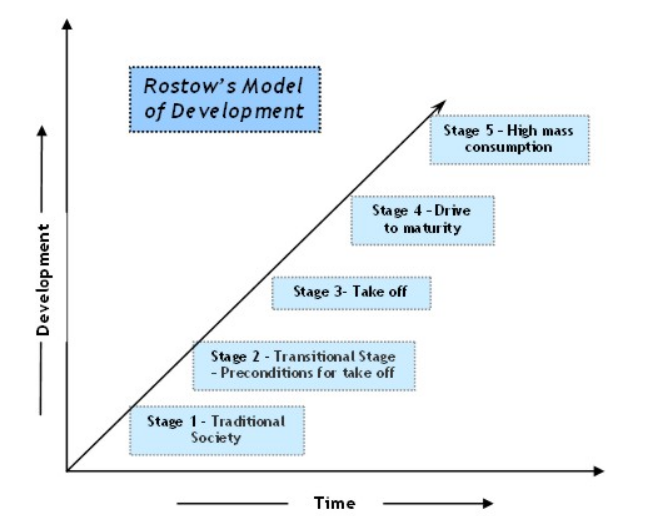 Rostow's Model
of Development
Stage 5 - High mass
consumption
Stage 4 - Drive
to maturity
Stage 3- Take off
Stage 2 - Transitional Stage
- Preconditions for take off
Stage 1 - Traditional
Society
Development
Time